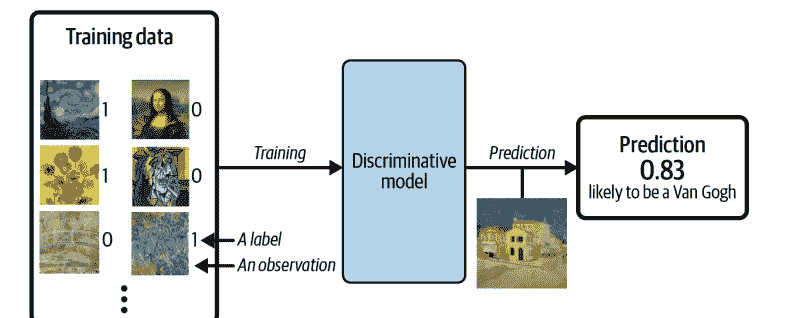 Training data
1
0
1
0
0
1
A label
An observation
Training
Discriminative
model
Prediction
Prediction
0.83
likely to be a Van Gogh